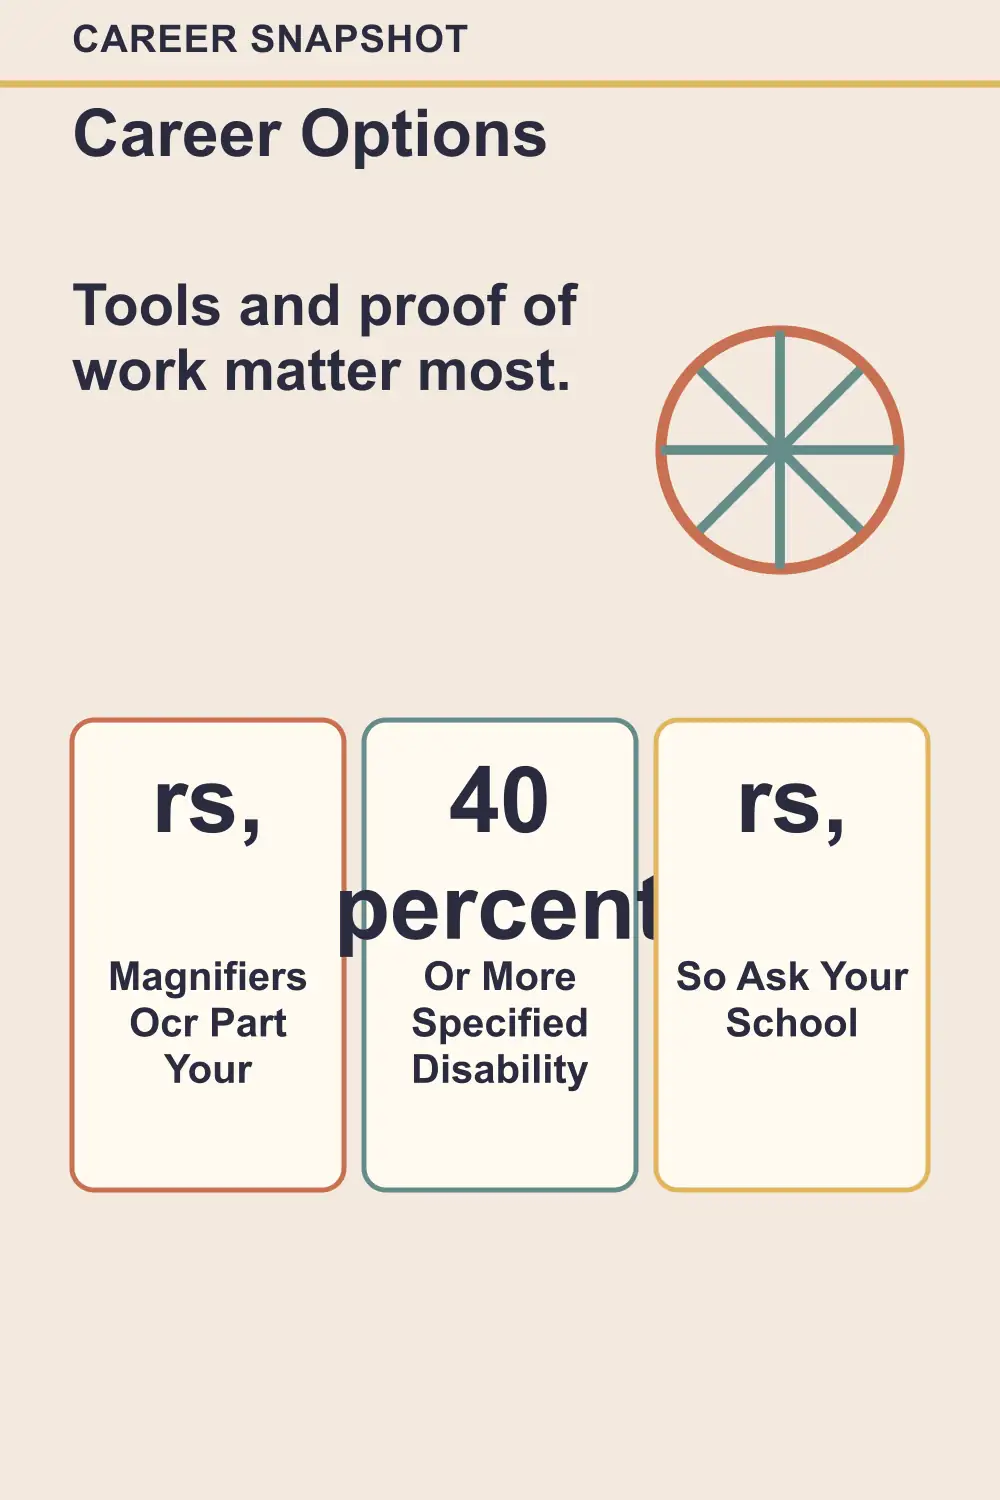 CAREER SNAPSHOT
Career Options
Tools and proof of
work matter most.
rs,
Magnifiers
Ocr Part
Your
40
percent
Or More
Specified
Disability
rs,
So Ask Your
School